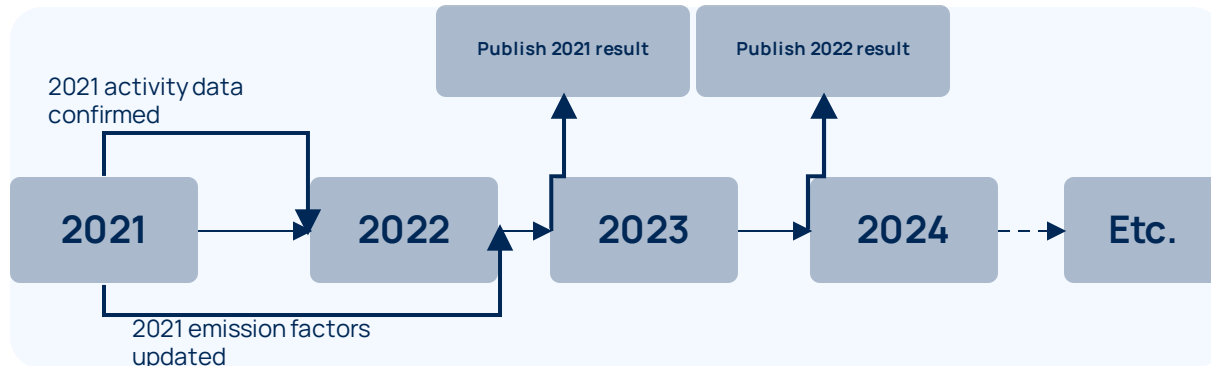 Publish 2021 result
Publish 2022 result
2021 activity data
confirmed
2021
2022
2023
2024
Etc.
2021 emission factors
updated